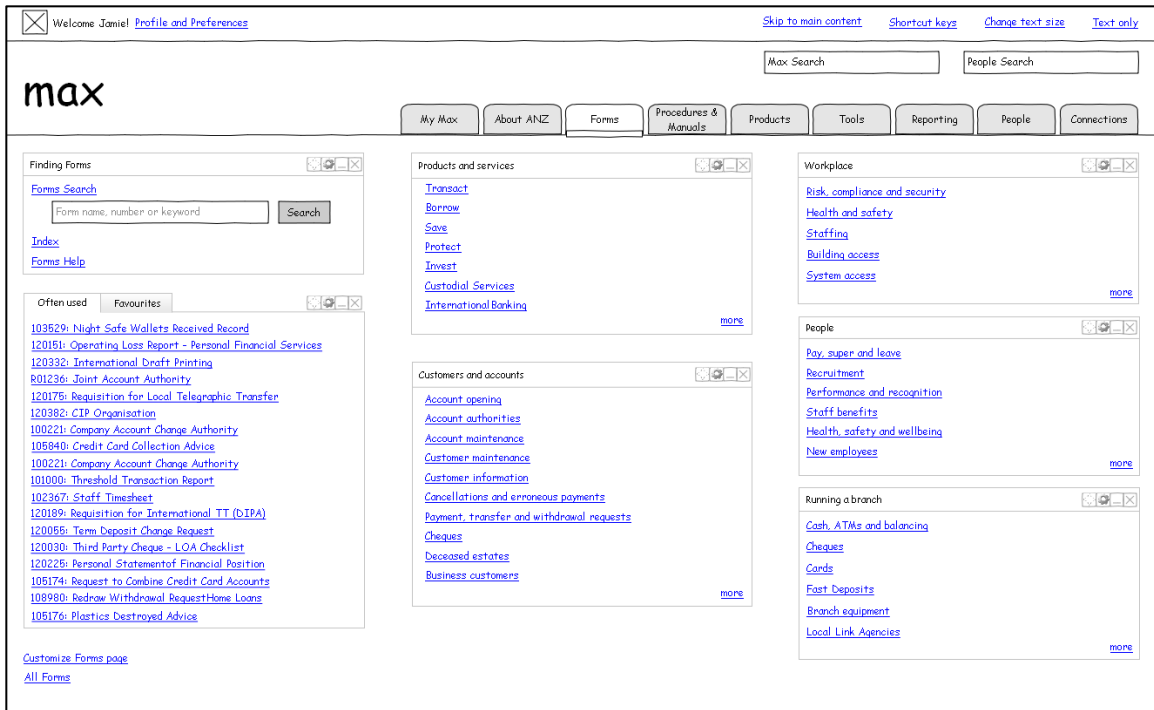 Welcome Jamie! Profile and Preferences
Skip to main content Shortcut keys Change text size Text only
Max Search People Search
max
My Max About ANZ Forms Procedures & Manuals Products Tools Reporting People Connections
Finding Forms
Forms Search
Form name, number or keyword Search
Index
Forms Help
Often used Favourites
103529: Night Safe Wallets Received Record
120151: Operating Loss Report - Personal Financial Services
120332: International Draft Printing
R01236: Joint Account Authority
120175: Requisition for Local Telegraphic Transfer
120382: CIP Organisation
100221: Company Account Change Authority
105840: Credit Card Collection Advice
100221: Company Account Change Authority
101000: Threshold Transaction Report
102367: Staff Timesheet
120189: Requisition for International TT (DIPA)
120055: Term Deposit Change Request
120030: Third Party Cheque - LOA Checklist
120225: Personal Statementof Financial Position
105174: Request to Combine Credit Card Accounts
108980: Redraw Withdrawal RequestHome Loans
105176: Plastics Destroyed Advice
Customize Forms page
All Forms
Products and services
Transact
Borrow
Save
Protect
Invest
Custodial Services
International Banking
more
Customers and accounts
Account opening
Account authorities
Account maintenance
Customer maintenance
Customer information
Cancellations and erroneous payments
Payment, transfer and withdrawal requests
Cheques
Deceased estates
Business customers
more
Workplace
Risk, compliance and security
Health and safety
Staffing
Building access
System access
more
People
Pay, super and leave
Recruitment
Performance and recognition
Staff benefits
Health, safety and wellbeing
New employees
more
Running a branch
Cash, ATMs and balancing
Cheques
Cards
Fast Deposits
Branch equipment
Local Link Agencies
more